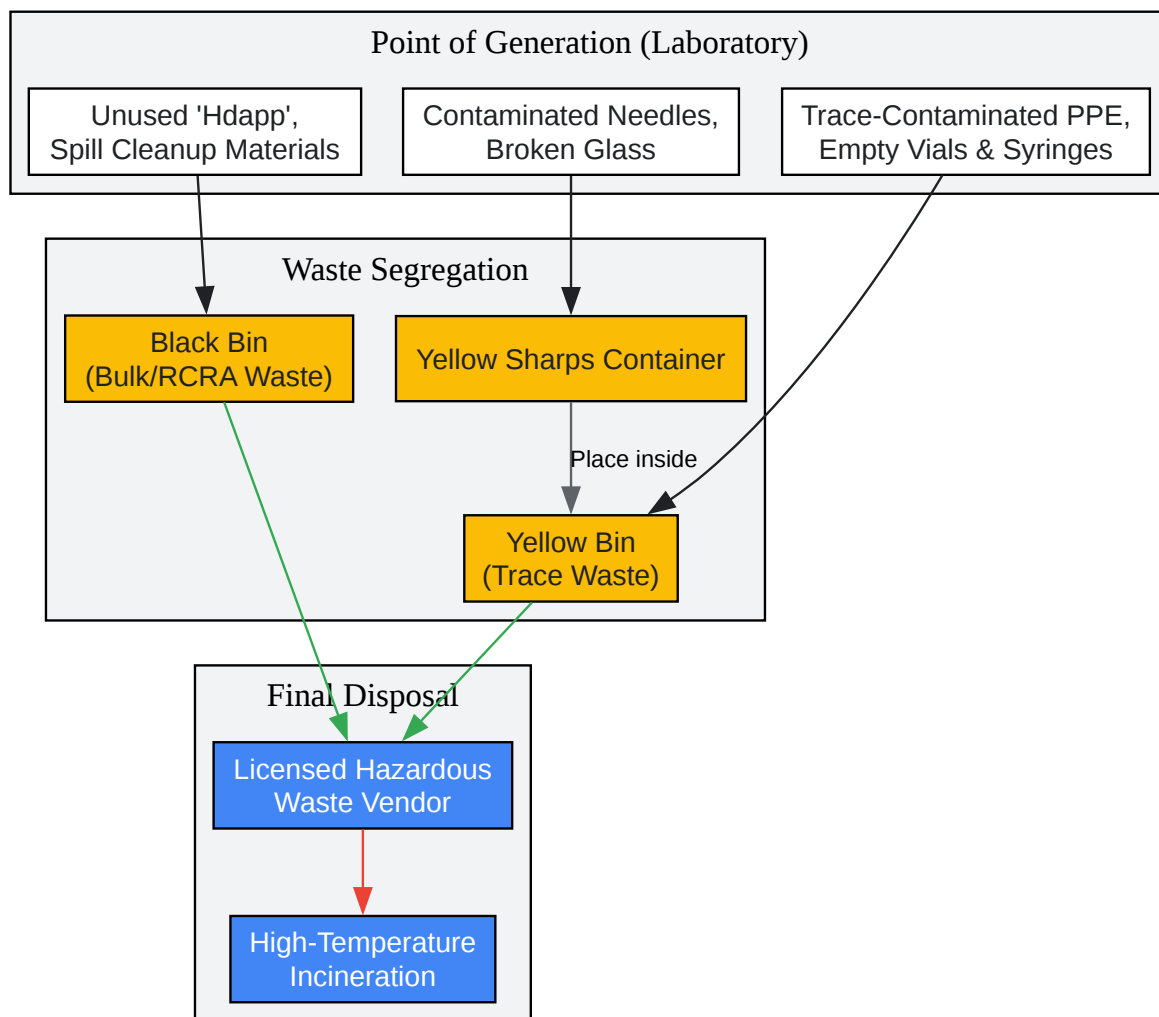 Point of Generation (Laboratory)
Unused 'Hdapp',
Spill Cleanup Materials
Contaminated Needles,
Broken Glass
Trace-Contaminated PPE,
Empty Vials & Syringes
Waste Segregation
Black Bin
(Bulk/RCRA Waste)
Yellow Sharps Container
Place inside
Yellow Bin
(Trace Waste)
Final Disposal
Licensed Hazardous
Waste Vendor
High-Temperature
Incineration